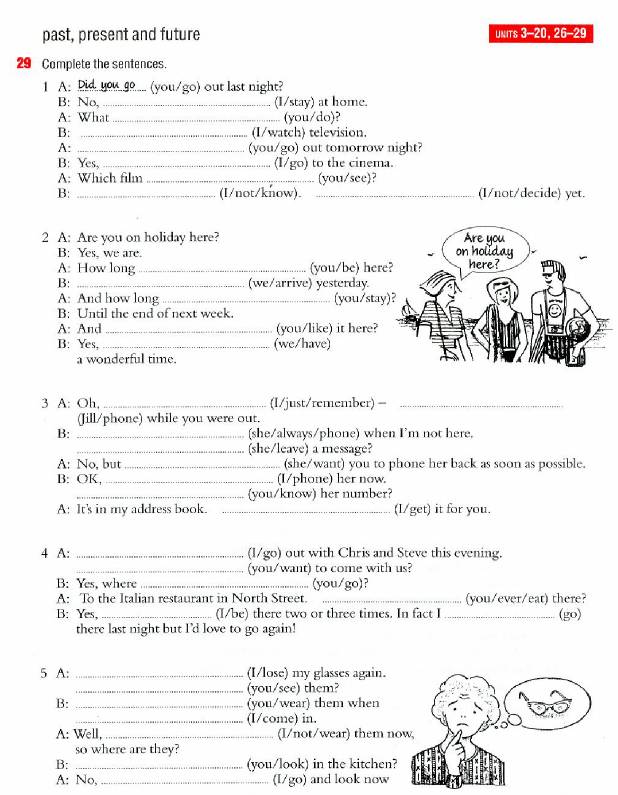 past, present and future
UNITS 3–20, 26–29
29 Complete the sentences.
1 A: Did you go (you/go) out last night?
B: No, ........ (I/stay) at home.
A: What ........ (you/do)?
B: ........ (I/watch) television.
A: ........ (you/go) out tomorrow night?
B: Yes, ........ (I/go) to the cinema.
A: Which film ........ (you/see)?
B: ........ (I/not/know). ........ (I/not/decide) yet.
2 A: Are you on holiday here?
B: Yes, we are.
A: How long ........ (you/be) here?
B: ........ (we/arrive) yesterday.
A: And how long ........ (you/stay)?
B: Until the end of next week.
A: And ........ (you/like) it here?
B: Yes, ........ (we/have)
a wonderful time.
Are you
on holiday
here?
3 A: Oh, ........ (I/just/remember) – ........
(Jill/phone) while you were out.
B: ........ (she/always/phone) when I'm not here.
........ (she/leave) a message?
A: No, but ........ (she/want) you to phone her back as soon as possible.
B: OK, ........ (I/phone) her now.
........ (you/know) her number?
A: It's in my address book. ........ (I/get) it for you.
4 A: ........ (I/go) out with Chris and Steve this evening.
........ (you/want) to come with us?
B: Yes, where ........ (you/go)?
A: To the Italian restaurant in North Street. ........ (you/ever/eat) there?
B: Yes, ........ (I/be) there two or three times. In fact I ........ (go)
there last night but I'd love to go again!
5 A: ........ (I/lose) my glasses again.
........ (you/see) them?
B: ........ (you/wear) them when
........ (I/come) in.
A: Well, ........ (I/not/wear) them now,
so where are they?
B: ........ (you/look) in the kitchen?
A: No, ........ (I/go) and look now